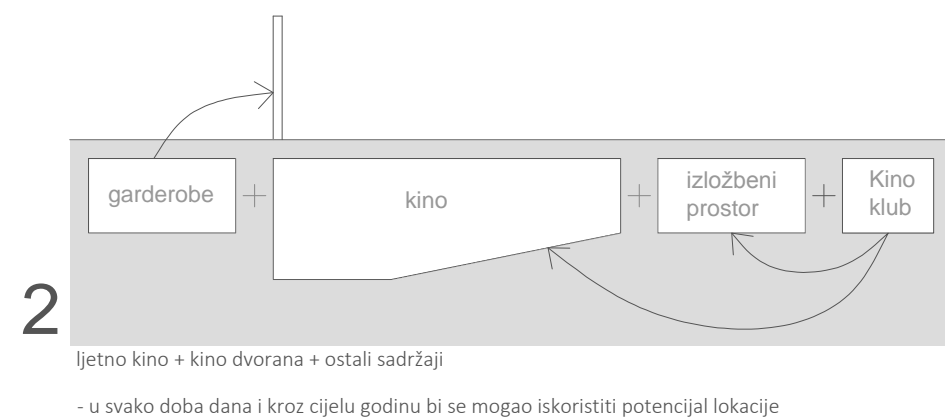 garderobe
+
kino
+
izložbeni
prostor
+
Kino
klub
2
ljetno kino + kino dvorana + ostali sadržaji
- u svako doba dana i kroz cijelu godinu bi se mogao iskoristiti potencijal lokacije